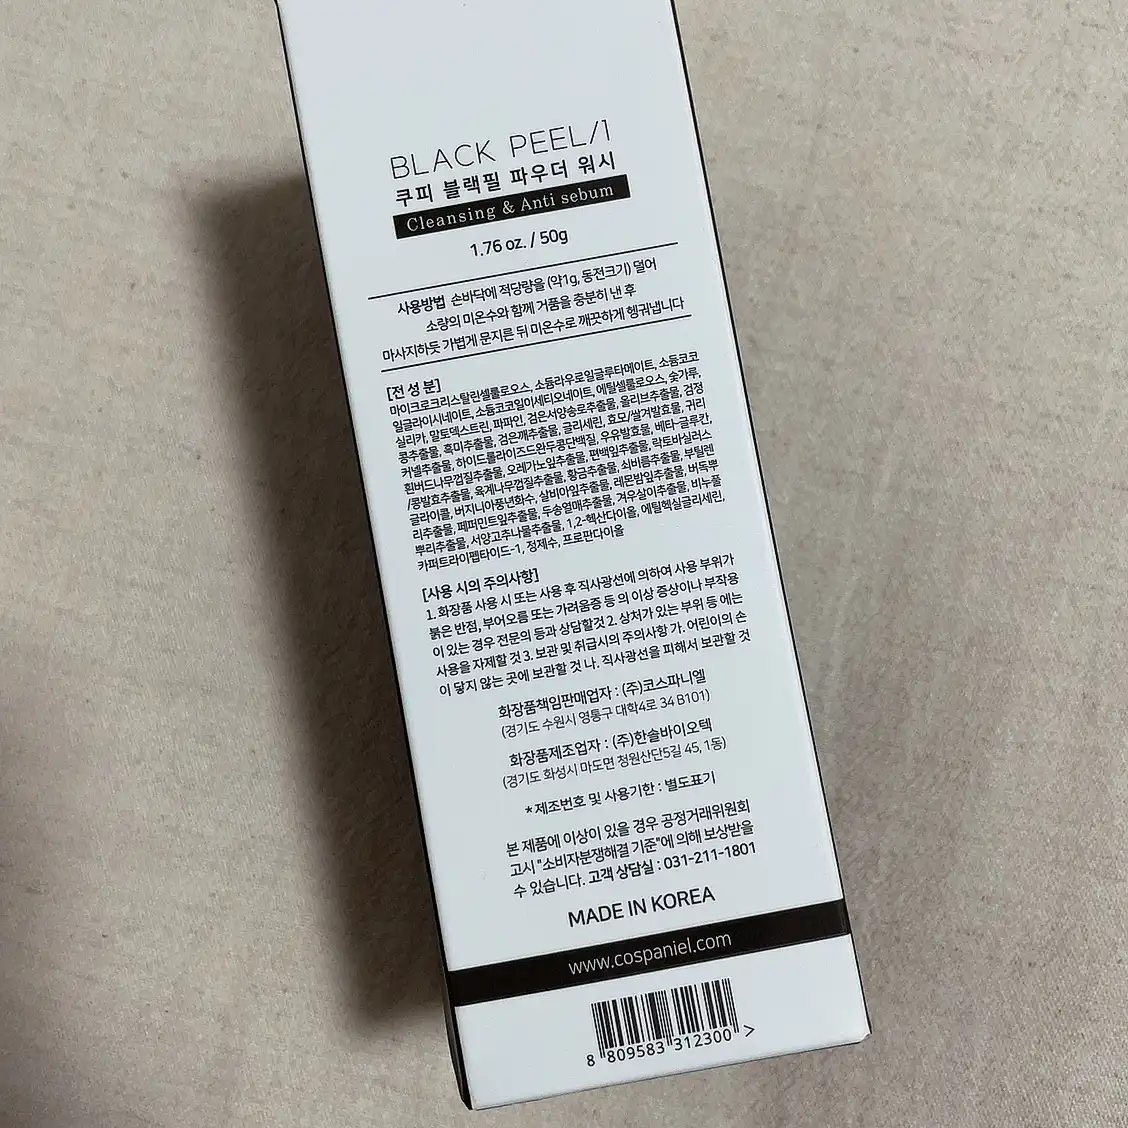 BLACK PEEL/1
쿠피 블랙필 파우더 워시
Cleansing & Anti sebum
1.76 oz. / 50g
사용방법 손바닥에 적당량을 (약1g, 동전크기) 덜어
소량의 미온수와 함께 거품을 충분히 낸 후
마사지하듯 가볍게 문지른 뒤 미온수로 깨끗하게 헹궈냅니다
[전 성 분]
마이크로크리스탈린셀룰로오스, 소듐라우로일글루타메이트, 소듐코코
일글라이시네이트, 소듐코코일이세티오네이트, 에틸셀룰로오스, 숯가루,
실리카, 말토덱스트린, 파파인, 검은서양송로추출물, 올리브추출물, 검정
콩추출물, 흑미추출물, 검은깨추출물, 글리세린, 효모/쌀겨발효물, 귀리
커넬추출물, 하이드롤라이즈드완두콩단백질, 우유발효물, 베타-글루칸,
흰버드나무껍질추출물, 오레가노잎추출물, 편백잎추출물, 락토바실러스
/콩발효추출물, 육계나무껍질추출물, 황금추출물, 쇠비름추출물, 부틸렌
글라이콜, 버지니아풍년화수, 살비아잎추출물, 레몬밤잎추출물, 버독뿌
리추출물, 페퍼민트잎추출물, 두송열매추출물, 겨우살이추출물, 비누풀
뿌리추출물, 서양고추나물추출물, 1,2-헥산다이올, 에틸헥실글리세린,
카퍼트라이펩타이드-1, 정제수, 프로판다이올
[사용 시의 주의사항]
1. 화장품 사용 시 또는 사용 후 직사광선에 의하여 사용 부위가
붉은 반점, 부어오름 또는 가려움증 등 의 이상 증상이나 부작용
이 있는 경우 전문의 등과 상담할것 2. 상처가 있는 부위 등 에는
사용을 자제할 것 3. 보관 및 취급시의 주의사항 가. 어린이의 손
이 닿지 않는 곳에 보관할 것 나. 직사광선을 피해서 보관할 것
화장품책임판매업자 : (주)코스파니엘
(경기도 수원시 영통구 대학4로 34 B101)
화장품제조업자 : (주)한솔바이오텍
(경기도 화성시 마도면 청원산단5길 45, 1동)
* 제조번호 및 사용기한 : 별도표기
본 제품에 이상이 있을 경우 공정거래위원회
고시 "소비자분쟁해결 기준"에 의해 보상받을
수 있습니다. 고객 상담실 : 031-211-1801
MADE IN KOREA
www.cospaniel.com
8 809583 312300 >